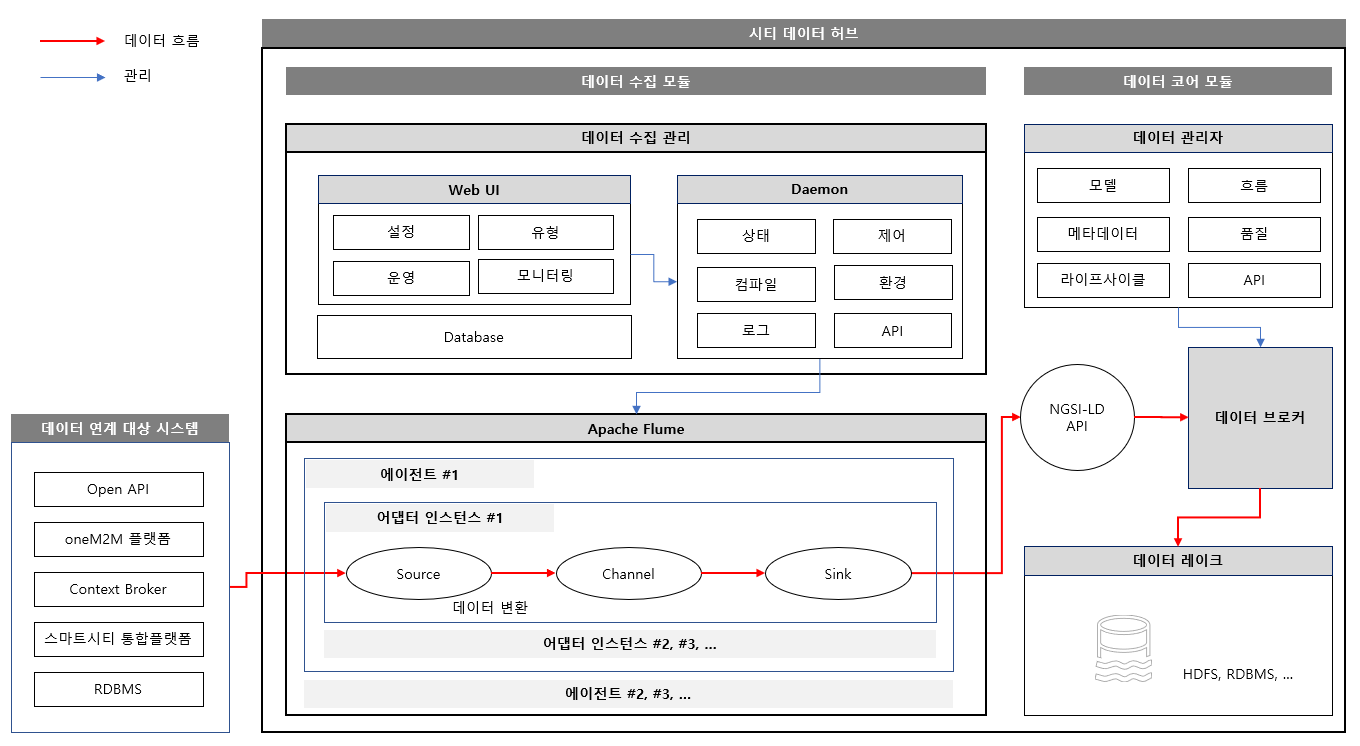 데이터 흐름
관리
시티 데이터 허브
데이터 수집 모듈
데이터 수집 관리
Web UI
설정
유형
운영
모니터링
Database
Daemon
상태
제어
컴파일
환경
로그
API
데이터 코어 모듈
데이터 관리자
모델
흐름
메타데이터
품질
라이프사이클
API
데이터 연계 대상 시스템
Open API
oneM2M 플랫폼
Context Broker
스마트시티 통합플랫폼
RDBMS
Apache Flume
에이전트 #1
어댑터 인스턴스 #1
Source
Channel
Sink
데이터 변환
어댑터 인스턴스 #2, #3, ...
에이전트 #2, #3, ...
NGSI-LD
API
데이터 브로커
데이터 레이크
HDFS, RDBMS, ...